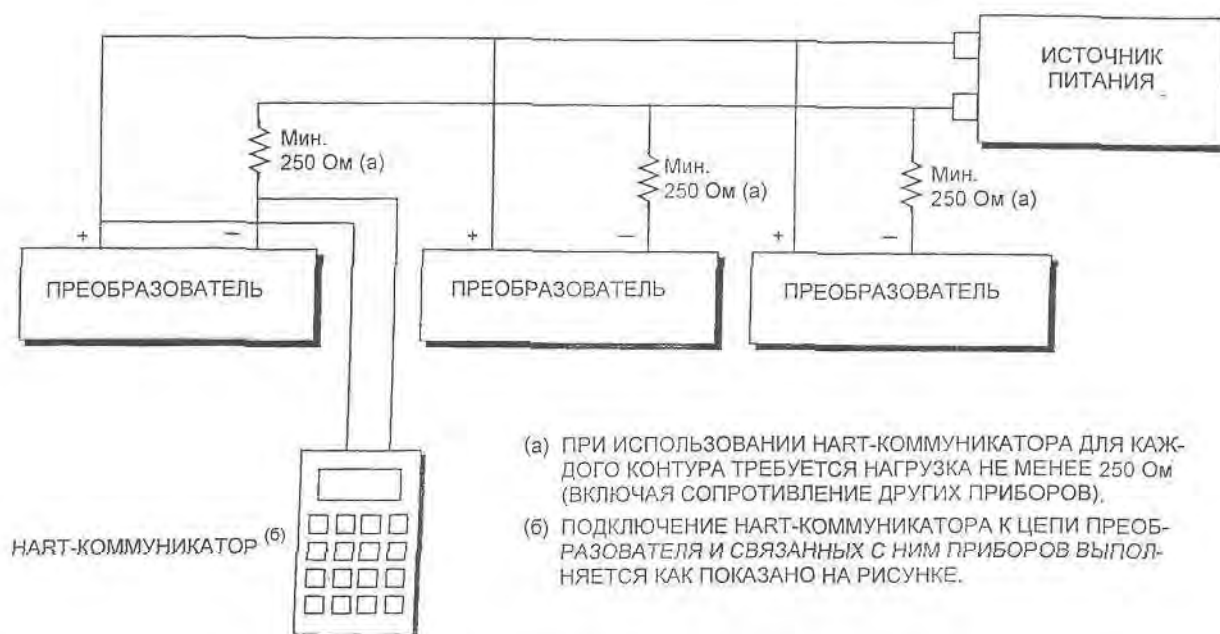 ИСТОЧНИК
ПИТАНИЯ
Мин.
250 Ом (а)
Мин.
250 Ом (а)
Мин.
250 Ом (а)
+
—
+
—
+
—
ПРЕОБРАЗОВАТЕЛЬ
ПРЕОБРАЗОВАТЕЛЬ
ПРЕОБРАЗОВАТЕЛЬ
HART-КОММУНИКАТОР (б)
(а) ПРИ ИСПОЛЬЗОВАНИИ HART-КОММУНИКАТОРА ДЛЯ КАЖ-
ДОГО КОНТУРА ТРЕБУЕТСЯ НАГРУЗКА НЕ МЕНЕЕ 250 Ом
(ВКЛЮЧАЯ СОПРОТИВЛЕНИЕ ДРУГИХ ПРИБОРОВ).
(б) ПОДКЛЮЧЕНИЕ HART-КОММУНИКАТОРА К ЦЕПИ ПРЕОБ-
РАЗОВАТЕЛЯ И СВЯЗАННЫХ С НИМ ПРИБОРОВ ВЫПОЛ-
НЯЕТСЯ КАК ПОКАЗАНО НА РИСУНКЕ.